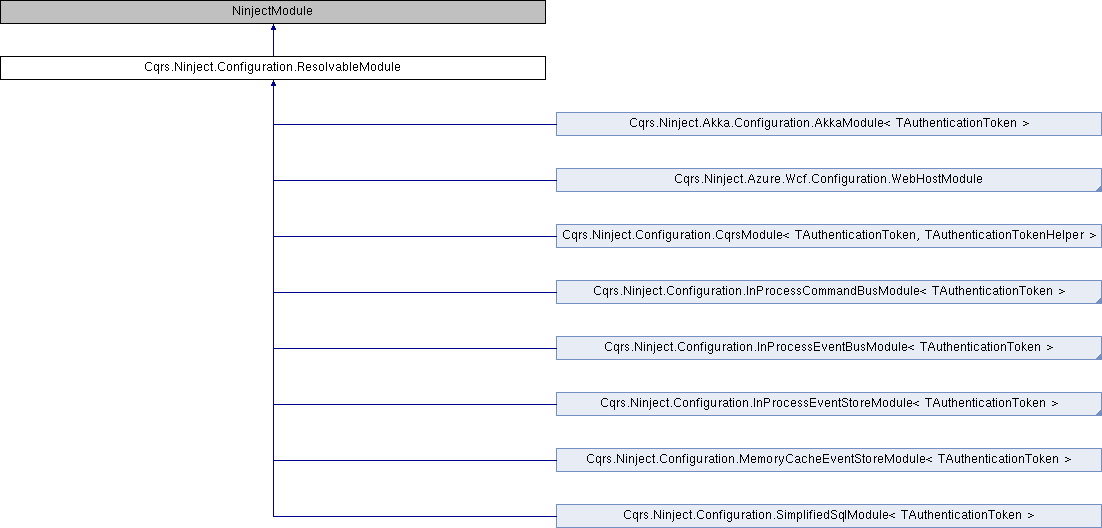 NinjectModule
Cqrs.Ninject.Configuration.ResolvableModule
Cqrs.Ninject.Akka.Configuration.AkkaModule< TAuthenticationToken >
Cqrs.Ninject.Azure.Wcf.Configuration.WebHostModule
Cqrs.Ninject.Configuration.CqrsModule< TAuthenticationToken, TAuthenticationTokenHelper >
Cqrs.Ninject.Configuration.InProcessCommandBusModule< TAuthenticationToken >
Cqrs.Ninject.Configuration.InProcessEventBusModule< TAuthenticationToken >
Cqrs.Ninject.Configuration.InProcessEventStoreModule< TAuthenticationToken >
Cqrs.Ninject.Configuration.MemoryCacheEventStoreModule< TAuthenticationToken >
Cqrs.Ninject.Configuration.SimplifiedSqlModule< TAuthenticationToken >